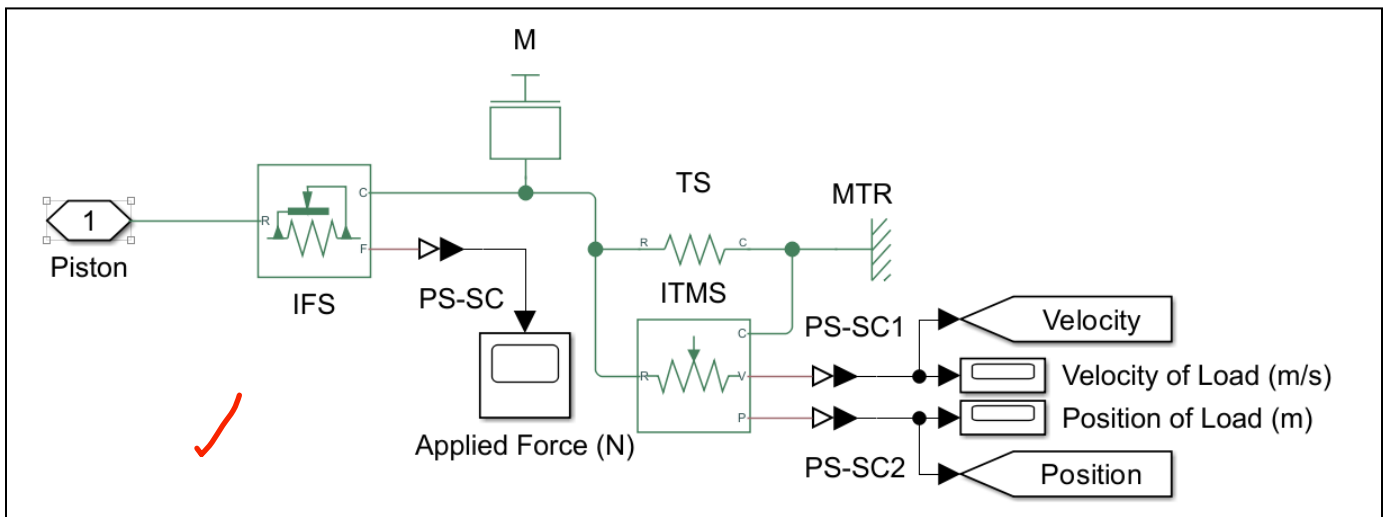 M
TS
MTR
C
R
R
C
1
F
Piston
IFS
PS-SC
ITMS
PS-SC1
C
Velocity
R
V
Velocity of Load (m/s)
P
Position of Load (m)
Applied Force (N)
PS-SC2
Position